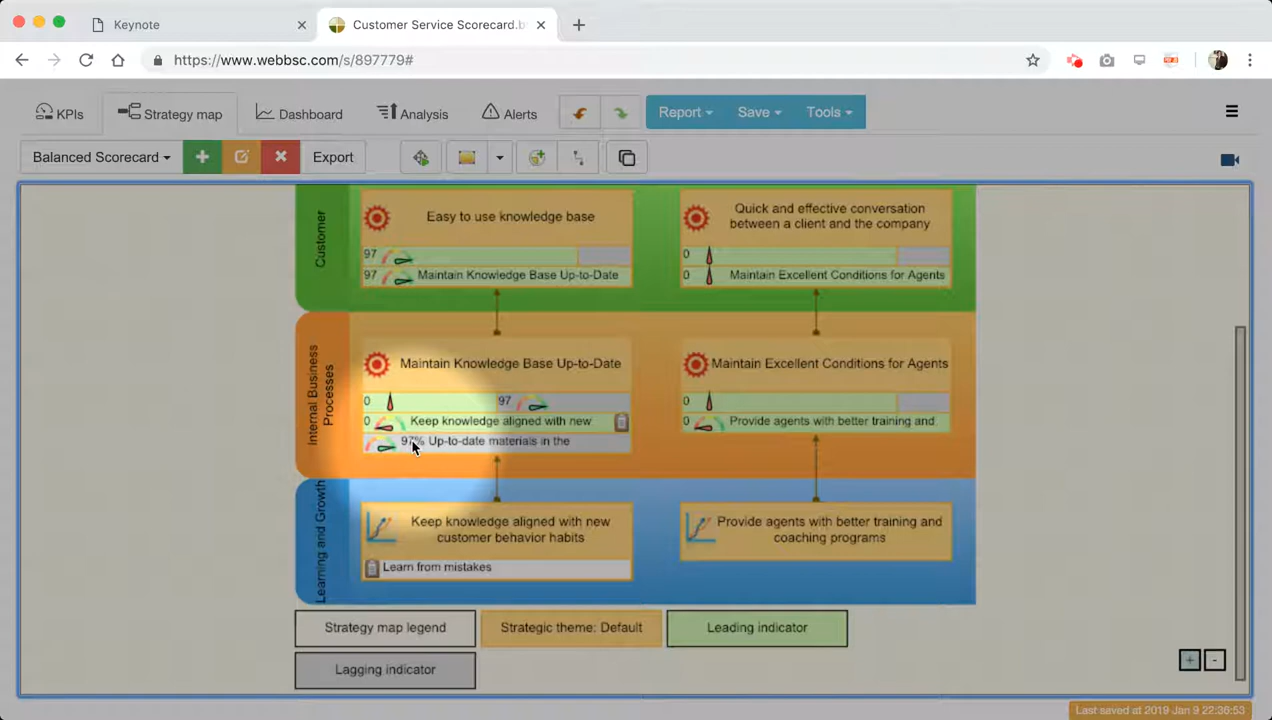 Keynote
Customer Service Scorecard.b
https://www.webbsc.com/s/897779#
KPIs
Strategy map
Dashboard
Analysis
Alerts
Report
Save
Tools
Balanced Scorecard
Export
Customer
Easy to use knowledge base
97
97 Maintain Knowledge Base Up-to-Date
Quick and effective conversation
between a client and the company
0
0 Maintain Excellent Conditions for Agents
Internal Business
Processes
Maintain Knowledge Base Up-to-Date
0 97
0 Keep knowledge aligned with new
97% Up-to-date materials in the
Maintain Excellent Conditions for Agents
0
0 Provide agents with better training and
Learning and Growth
Keep knowledge aligned with new
customer behavior habits
Learn from mistakes
Provide agents with better training and
coaching programs
Strategy map legend
Strategic theme: Default
Leading indicator
Lagging indicator
+ -
Last saved at 2019 Jan 9 22:36:53